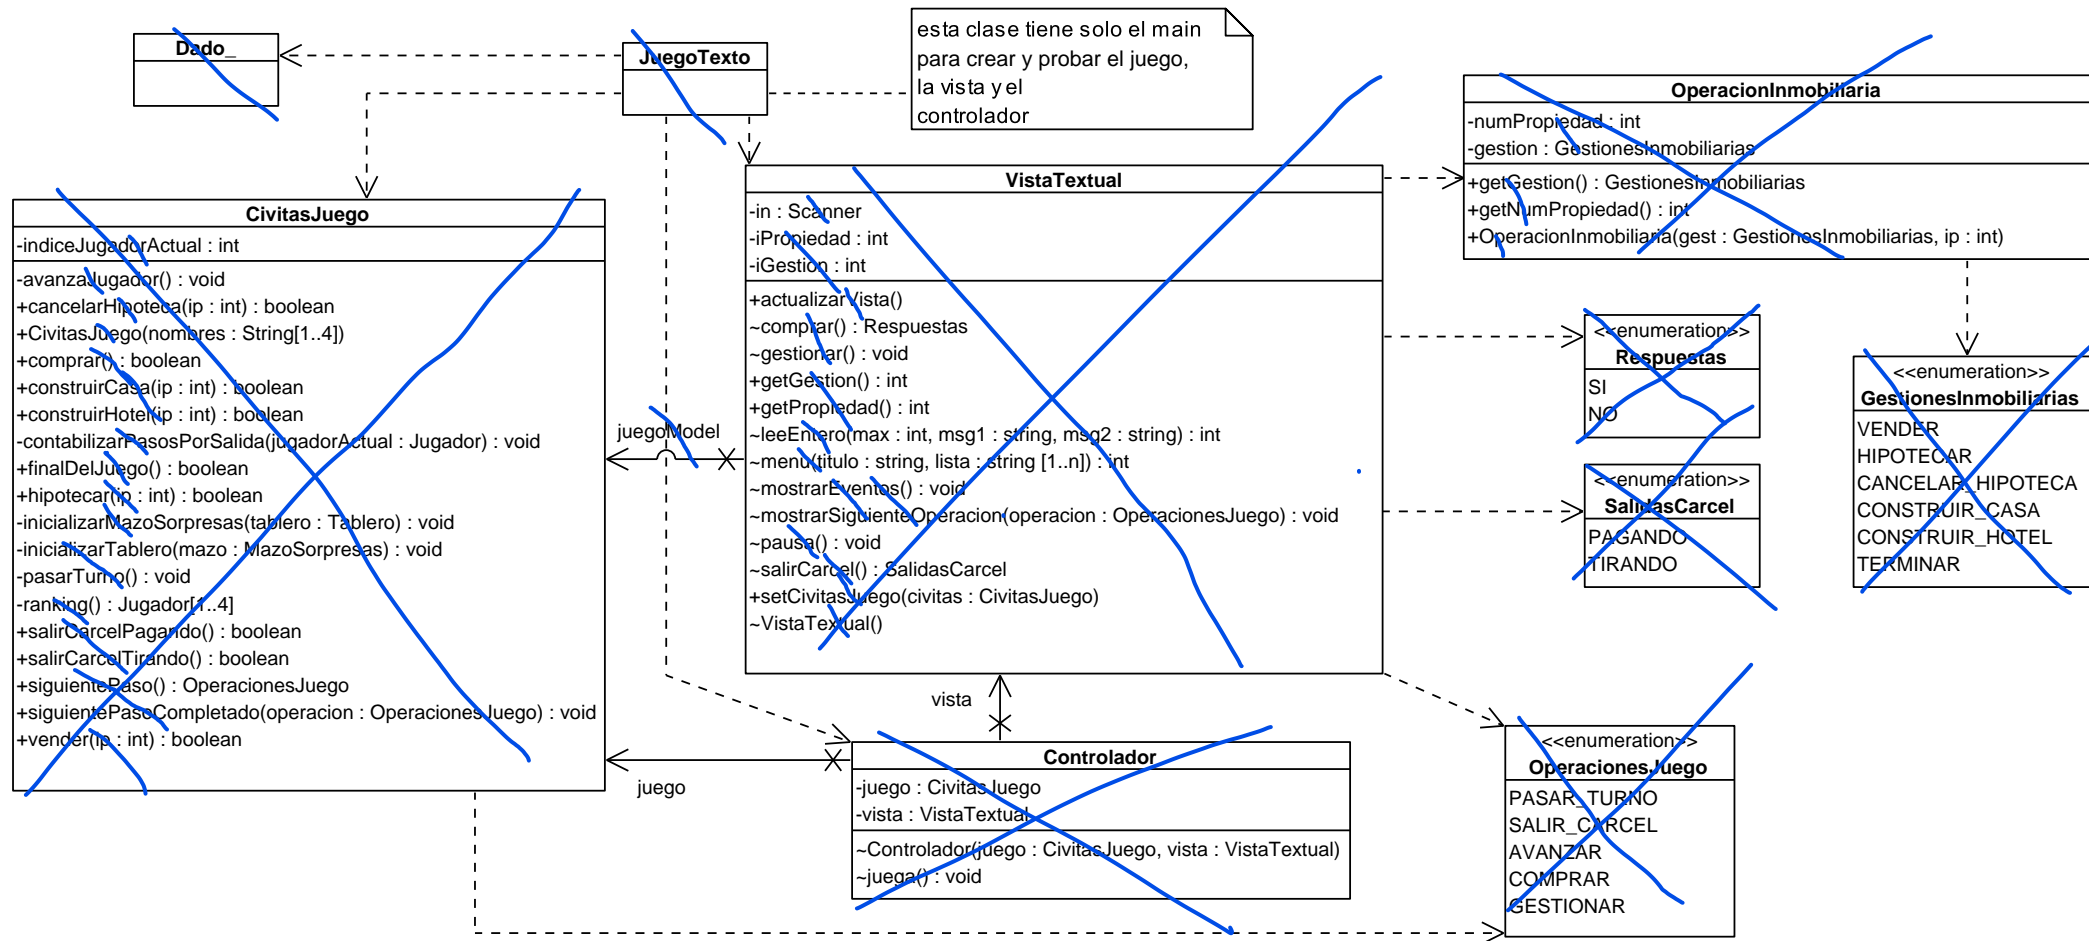 Dado_
JuegoTexto
esta clase tiene solo el main
para crear y probar el juego,
la vista y el
controlador
OperacionInmobiliaria
-numPropiedad : int
-gestion : GestionesInmobiliarias
+getGestion() : GestionesInmobiliarias
+getNumPropiedad() : int
+OperacionInmobiliaria(gest : GestionesInmobiliarias, ip : int)
CivitasJuego
-indiceJugadorActual : int
-avanzaJugador() : void
+cancelarHipoteca(ip : int) : boolean
+CivitasJuego(nombres : String[1..4])
+comprar() : boolean
+construirCasa(ip : int) : boolean
+construirHotel(ip : int) : boolean
-contabilizarPasosPorSalida(jugadorActual : Jugador) : void
+finalDelJuego() : boolean
+hipotecar(ip : int) : boolean
-inicializarMazoSorpresas(tablero : Tablero) : void
-inicializarTablero(mazo : MazoSorpresas) : void
-pasarTurno() : void
-ranking() : Jugador[1..4]
+salirCarcelPagando() : boolean
+salirCarcelTirando() : boolean
+siguientePaso() : OperacionesJuego
+siguientePasoCompletado(operacion : OperacionesJuego) : void
+vender(ip : int) : boolean
juegoModel
VistaTextual
-in : Scanner
-iPropiedad : int
-iGestion : int
+actualizarVista()
~comprar() : Respuestas
~gestionar() : void
+getGestion() : int
+getPropiedad() : int
~leeEntero(max : int, msg1 : string, msg2 : string) : int
~menu(titulo : string, lista : string [1..n]) : int
~mostrarEventos() : void
~mostrarSiguienteOperacion(operacion : OperacionesJuego) : void
~pausa() : void
~salirCarcel() : SalidasCarcel
+setCivitasJuego(civitas : CivitasJuego)
~VistaTextual()
<<enumeration>>
Respuestas
SI
NO
<<enumeration>>
SalidasCarcel
PAGANDO
TIRANDO
<<enumeration>>
GestionesInmobiliarias
VENDER
HIPOTECAR
CANCELAR_HIPOTECA
CONSTRUIR_CASA
CONSTRUIR_HOTEL
TERMINAR
vista
juego
Controlador
-juego : CivitasJuego
-vista : VistaTextual
~Controlador(juego : CivitasJuego, vista : VistaTextual)
~juega() : void
<<enumeration>>
OperacionesJuego
PASAR_TURNO
SALIR_CARCEL
AVANZAR
COMPRAR
GESTIONAR